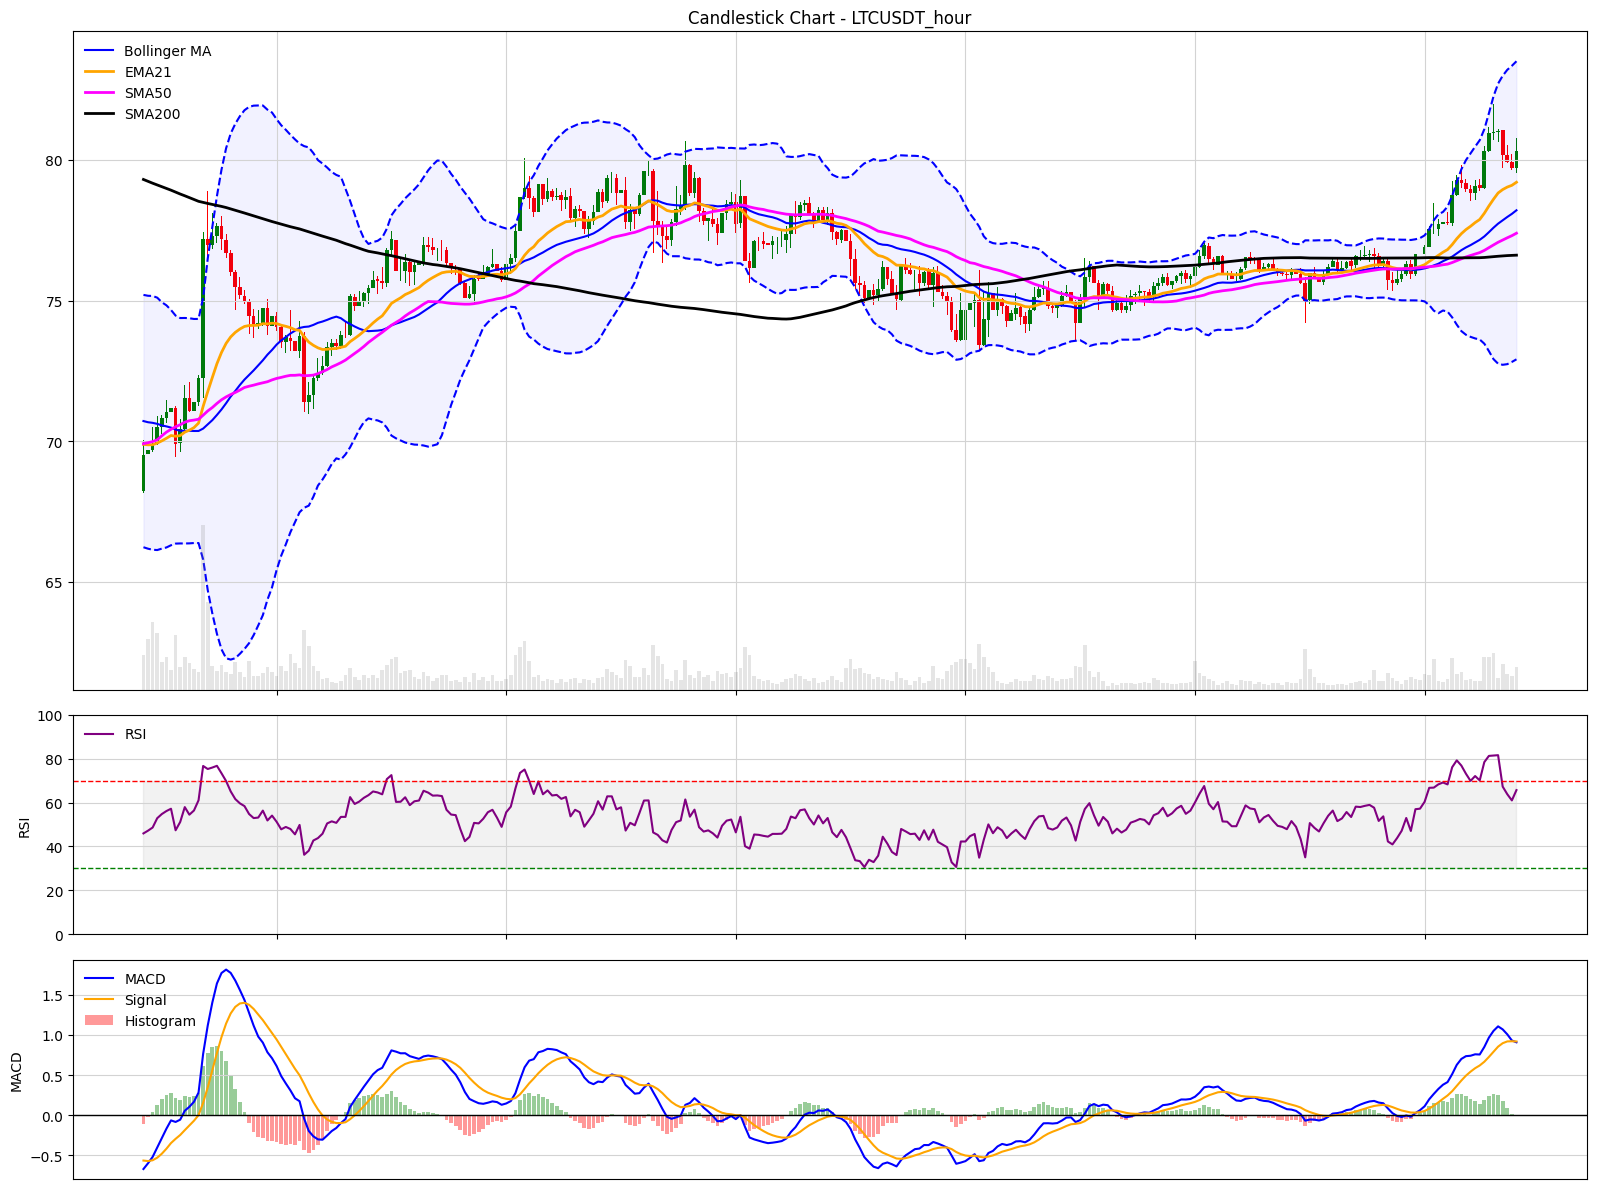 Candlestick Chart - LTCUSDT_hour
Bollinger MA
EMA21
SMA50
SMA200
80
75
70
65
100
80
60
40
20
0
RSI
RSI
1.5
1.0
0.5
0.0
−0.5
MACD
MACD
Signal
Histogram